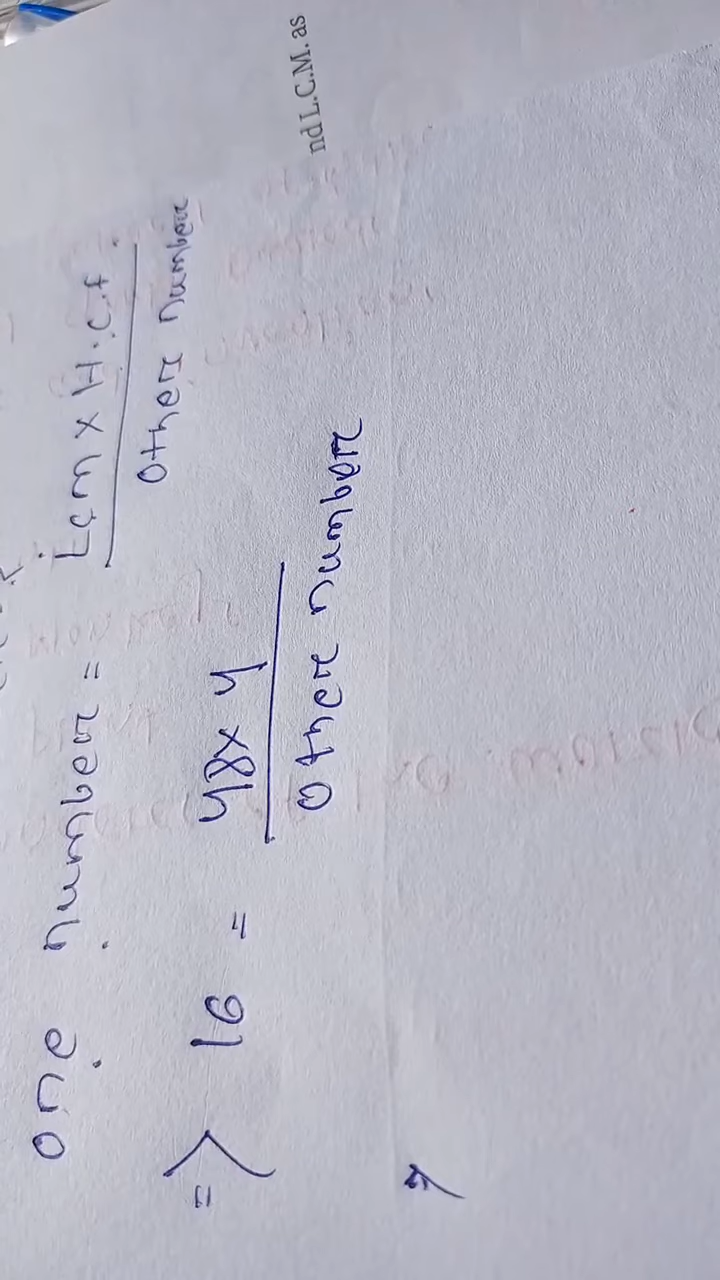 one number = Lcm x H.c.f.
other number
=> 16 = 48 x 4
other number
nd L.C.M. as